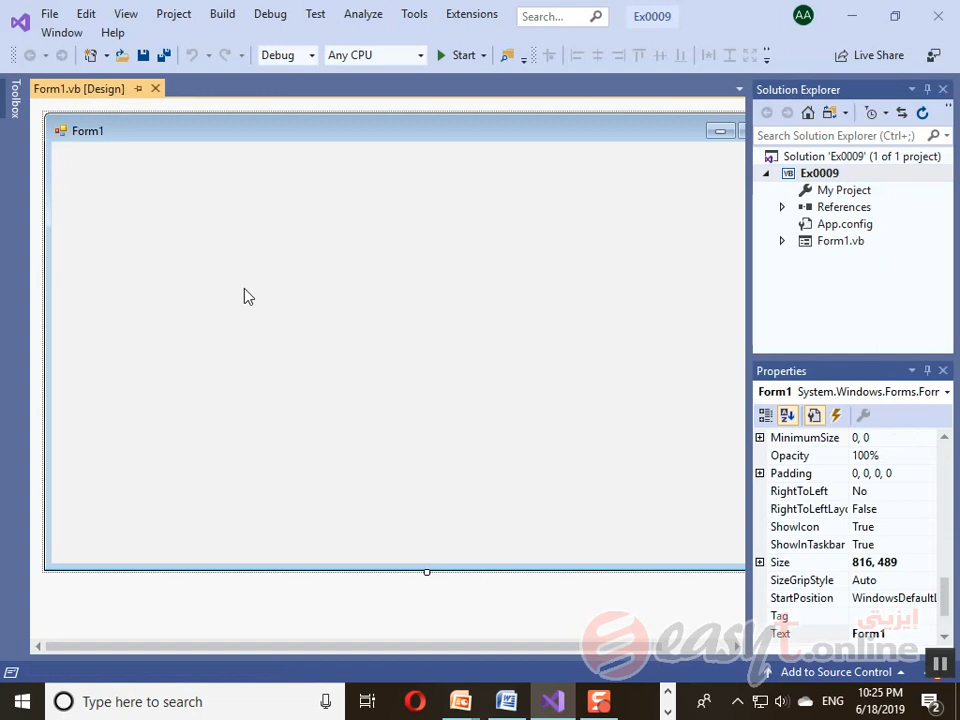 File Edit View Project Build Debug Test Analyze Tools Extensions Search... Ex0009 AA
Window Help
Debug Any CPU Start Live Share
Toolbox
Form1.vb [Design]
Form1
Solution Explorer
Search Solution Explorer (Ctrl+;)
Solution 'Ex0009' (1 of 1 project)
VB Ex0009
My Project
References
App.config
Form1.vb
Properties
Form1 System.Windows.Forms.Forr
MinimumSize 0, 0
Opacity 100%
Padding 0, 0, 0, 0
RightToLeft No
RightToLeftLayo False
ShowIcon True
ShowInTaskbar True
Size 816, 489
SizeGripStyle Auto
StartPosition WindowsDefaultL
Tag
Text Form1
إيزيتي
easyt.online
Add to Source Control
Type here to search
ENG
10:25 PM
6/18/2019
2